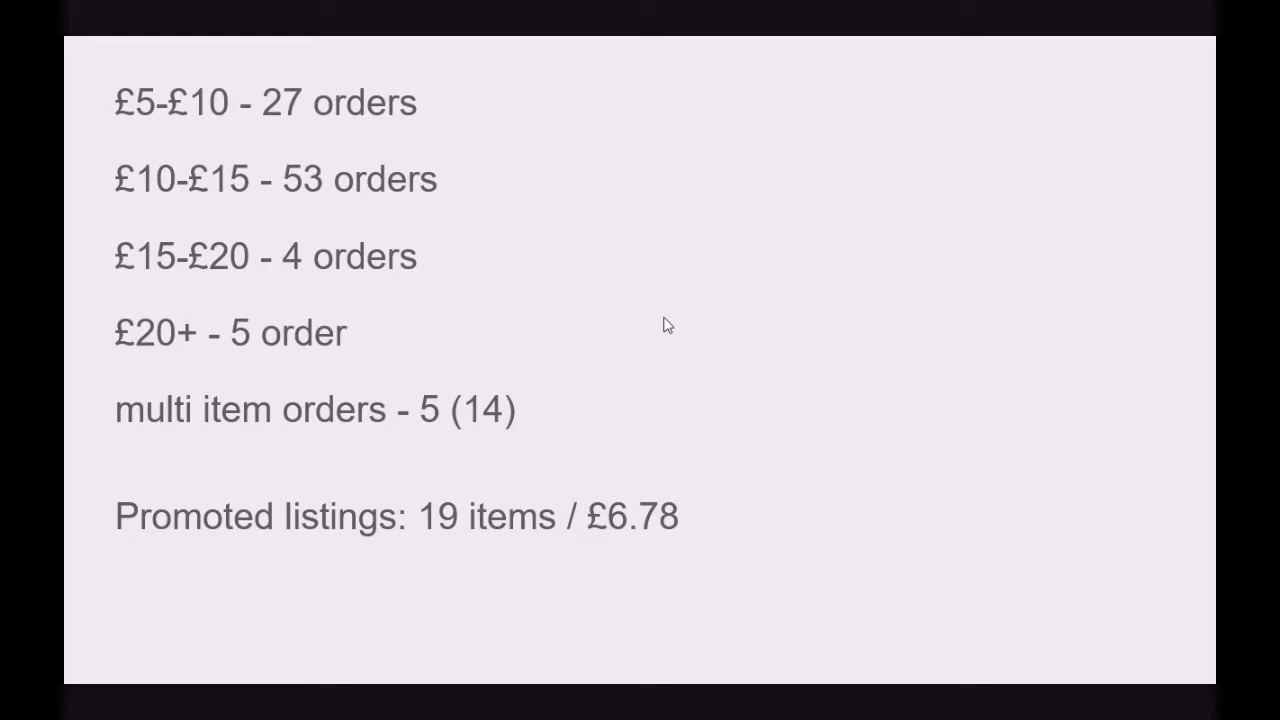 £5-£10 - 27 orders
£10-£15 - 53 orders
£15-£20 - 4 orders
£20+ - 5 order
multi item orders - 5 (14)
Promoted listings: 19 items / £6.78